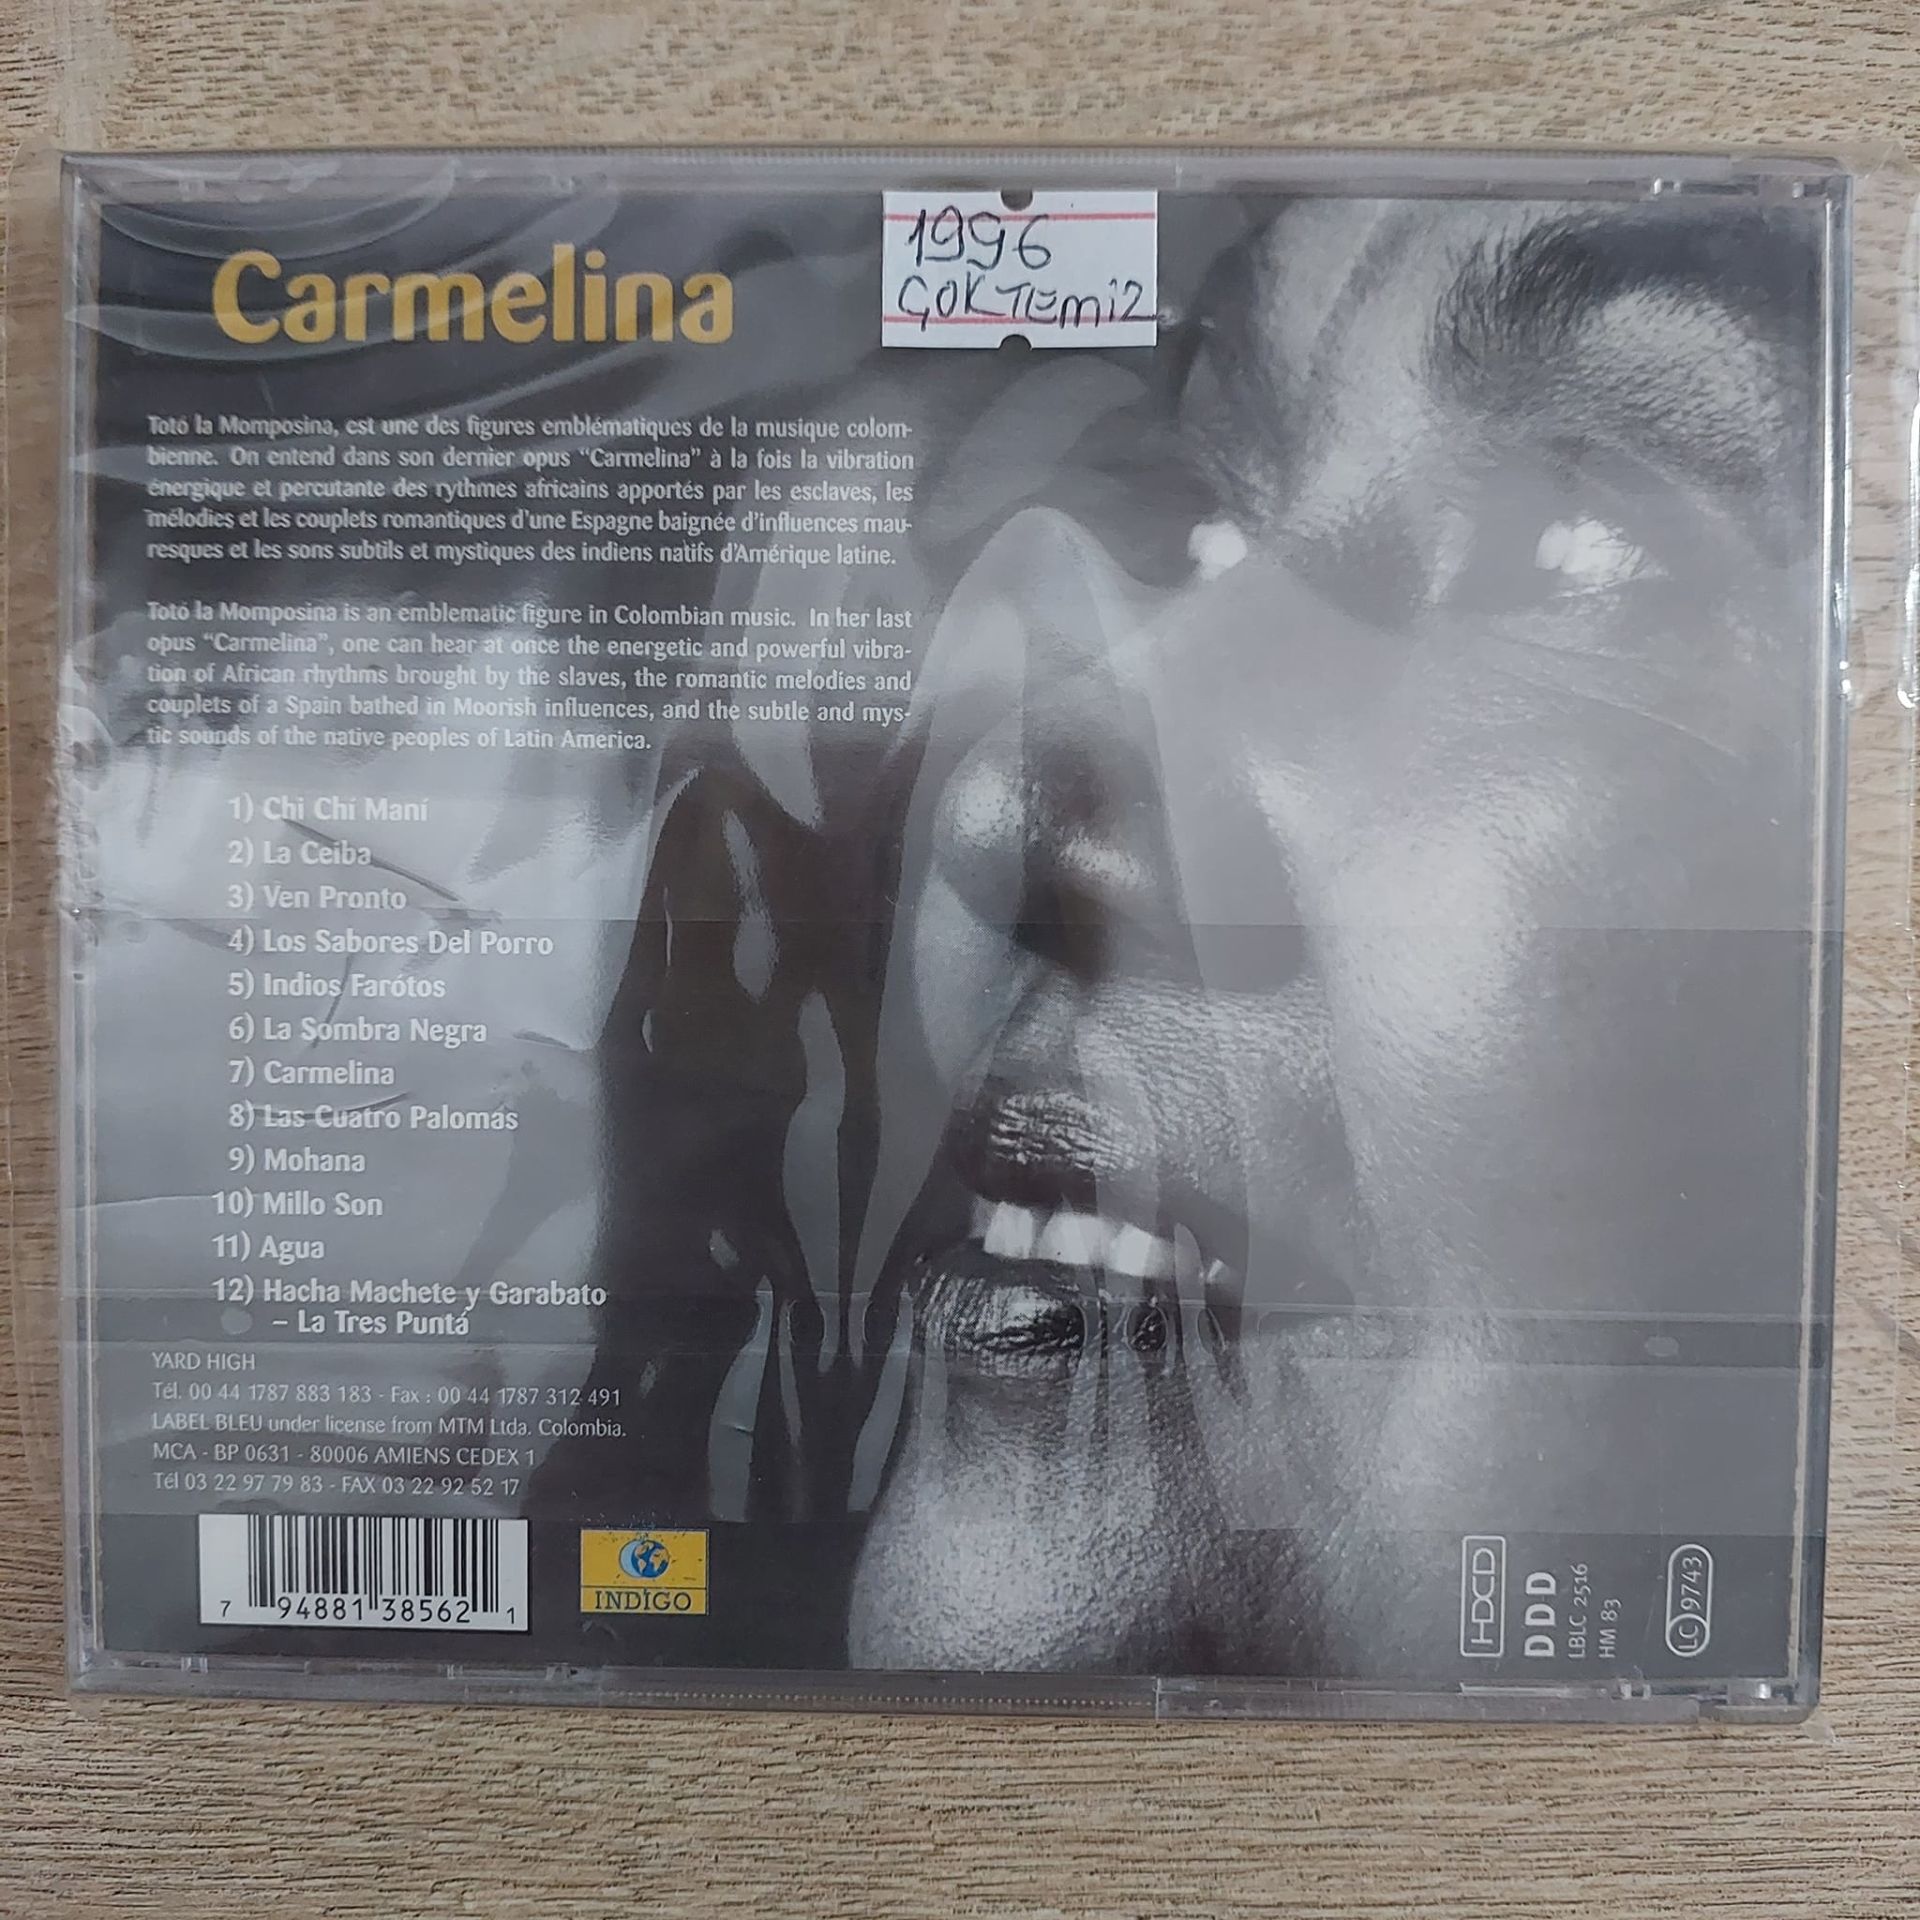 1996
ÇOK TEMiZ
Carmelina
Totó la Momposina, est une des figures emblématiques de la musique colom-
bienne. On entend dans son dernier opus “Carmelina” à la fois la vibration
énergique et percutante des rythmes africains apportés par les esclaves, les
mélodies et les couplets romantiques d’une Espagne baignée d’influences mau-
resques et les sons subtils et mystiques des indiens natifs d’Amérique latine.
Totó la Momposina is an emblematic figure in Colombian music. In her last
opus “Carmelina”, one can hear at once the energetic and powerful vibra-
tion of African rhythms brought by the slaves, the romantic melodies and
couplets of a Spain bathed in Moorish influences, and the subtle and mys-
tic sounds of the native peoples of Latin America.
1) Chi Chí Maní
2) La Ceiba
3) Ven Pronto
4) Los Sabores Del Porro
5) Indios Farótos
6) La Sombra Negra
7) Carmelina
8) Las Cuatro Palomas
9) Mohana
10) Millo Son
11) Agua
12) Hacha Machete y Garabato
– La Tres Puntá
YARD HIGH
Tél. 00 44 1787 883 183 - Fax : 00 44 1787 312 491
LABEL BLEU under license from MTM Ltda. Colombia.
MCA - BP 0631 - 80006 AMIENS CEDEX 1
Tél 03 22 97 79 83 - FAX 03 22 92 52 17
7 94881 38562 1
INDIGO
HDCD
DDD
LBLC 2516
HM 83
LC 9743